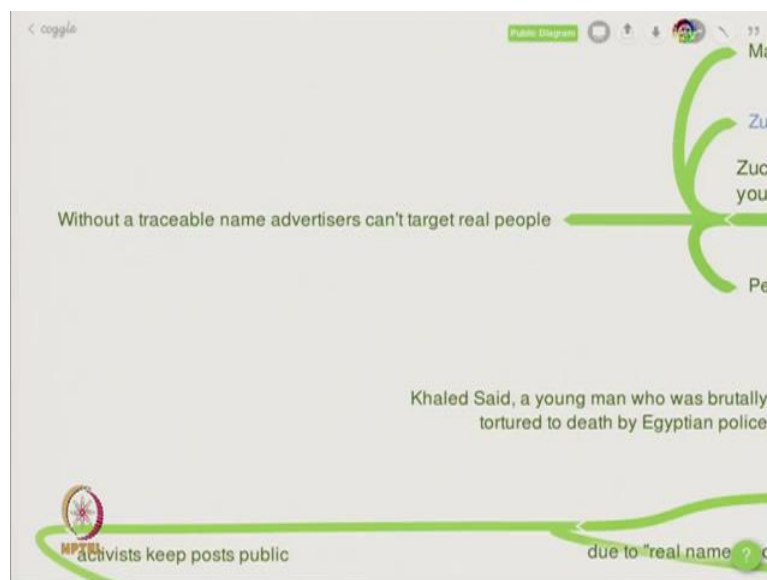 coggle
Public Diagram
Ma
Zu
Zuc
you
Without a traceable name advertisers can't target real people
Pe
Khaled Said, a young man who was brutally
tortured to death by Egyptian police
NPTEL
activists keep posts public
due to "real name
?